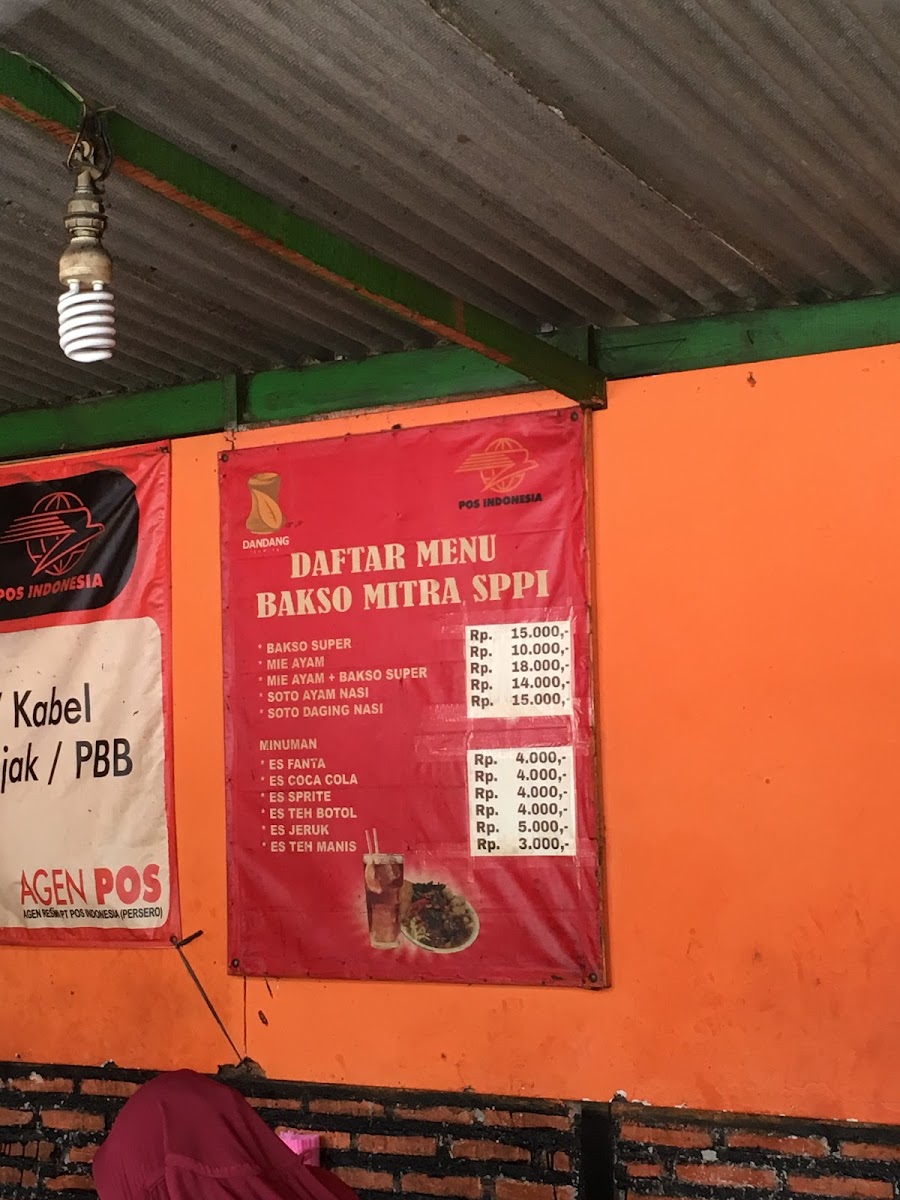 POS INDONESIA
/ Kabel
jak / PBB
AGEN POS
AGEN RESMI PT POS INDONESIA (PERSERO)
DANDANG
POS INDONESIA
DAFTAR MENU
BAKSO MITRA SPPI
* BAKSO SUPER Rp. 15.000,-
* MIE AYAM Rp. 10.000,-
* MIE AYAM + BAKSO SUPER Rp. 18.000,-
* SOTO AYAM NASI Rp. 14.000,-
* SOTO DAGING NASI Rp. 15.000,-
MINUMAN
* ES FANTA Rp. 4.000,-
* ES COCA COLA Rp. 4.000,-
* ES SPRITE Rp. 4.000,-
* ES TEH BOTOL Rp. 4.000,-
* ES JERUK Rp. 5.000,-
* ES TEH MANIS Rp. 3.000,-